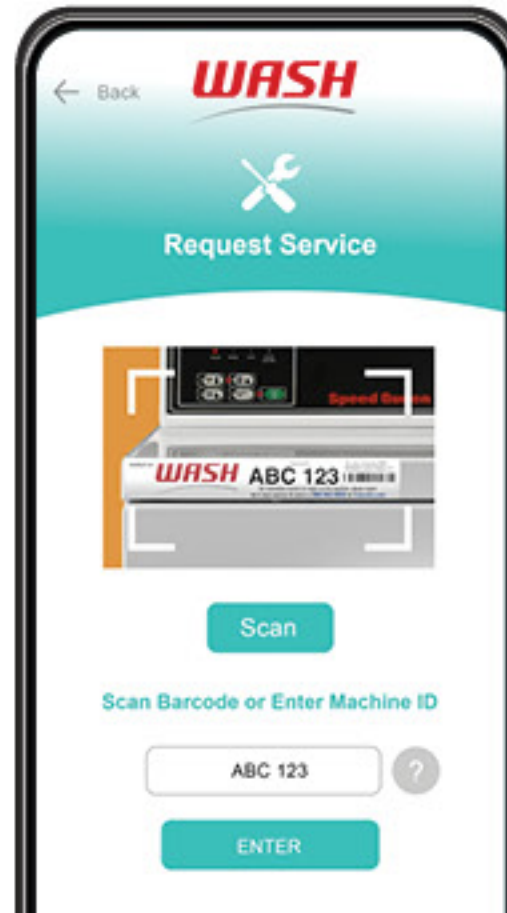 Back
WASH
Request Service
Speed Queen
WASH ABC 123
Scan
Scan Barcode or Enter Machine ID
ABC 123
?
ENTER